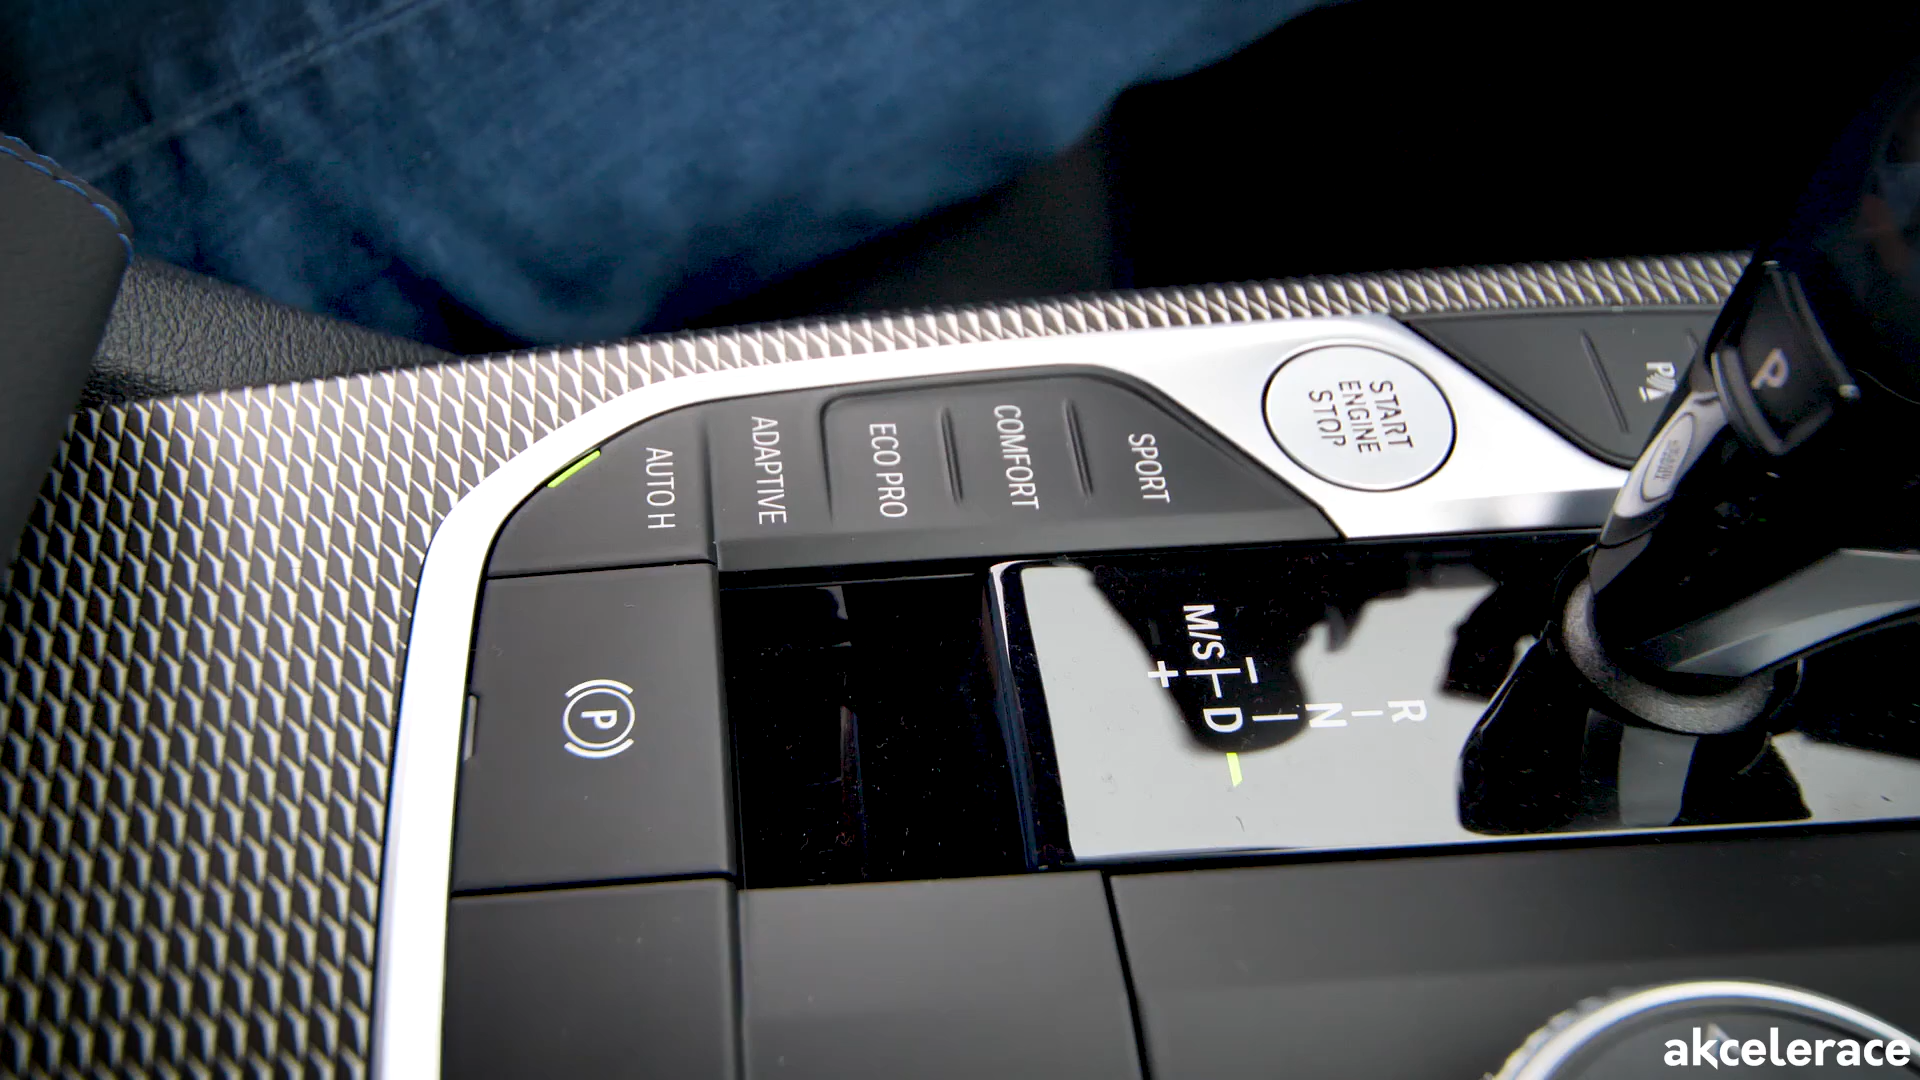 START
ENGINE
STOP
SPORT
COMFORT
ECO PRO
ADAPTIVE
AUTO H
P
R
N
D
M/S
+
P
akcelerace